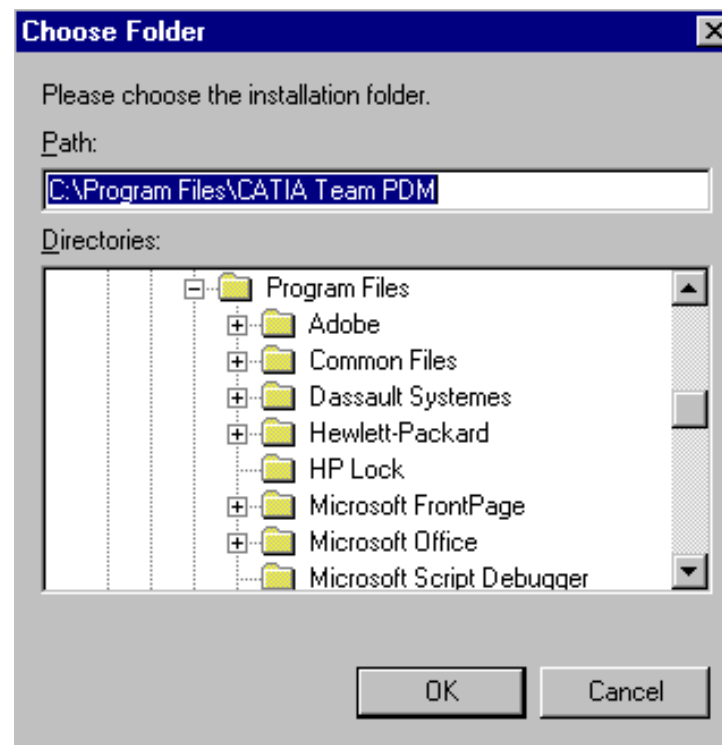 Choose Folder
Please choose the installation folder.
Path:
C:\Program Files\CATIA Team PDM
Directories:
Program Files
Adobe
Common Files
Dassault Systemes
Hewlett-Packard
HP Lock
Microsoft FrontPage
Microsoft Office
Microsoft Script Debugger
OK Cancel